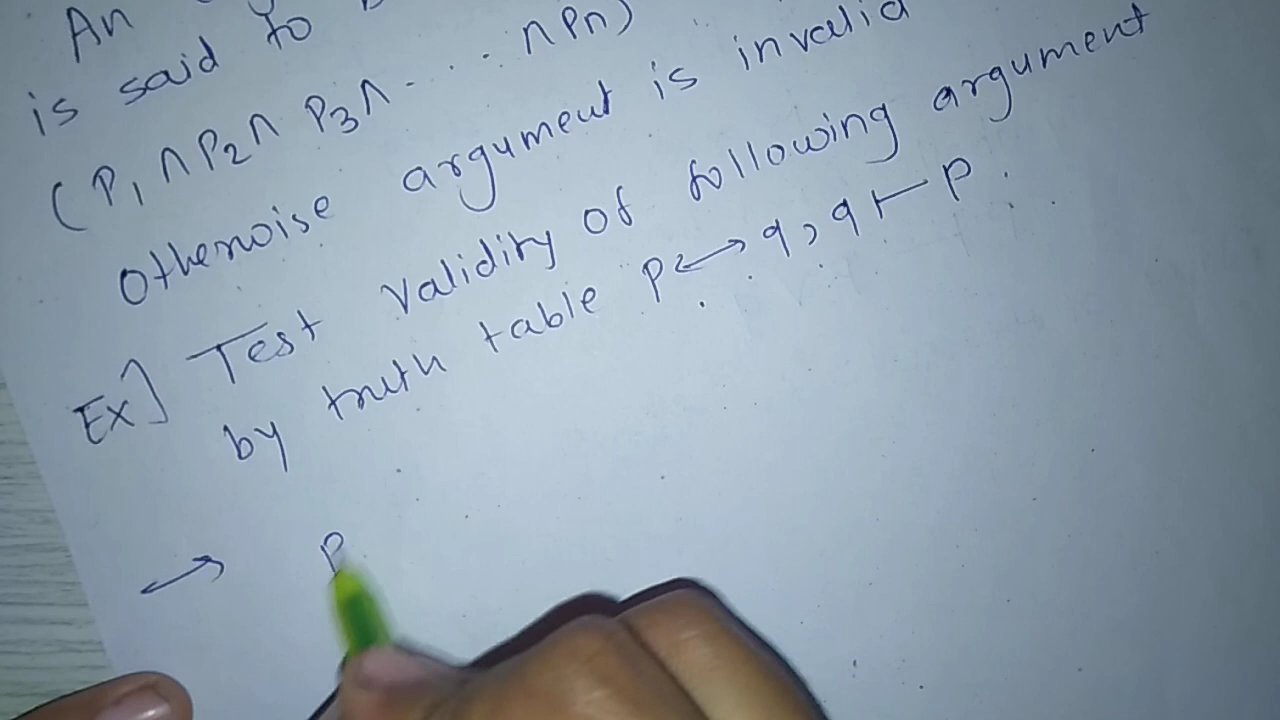 An
is said to
(P1 ∧ P2 ∧ P3 ∧ .... ∧ Pn)
Otherwise argument is invalid
Ex] Test validity of following argument
by truth table p ↔ q, q ⊢ p.
→ P